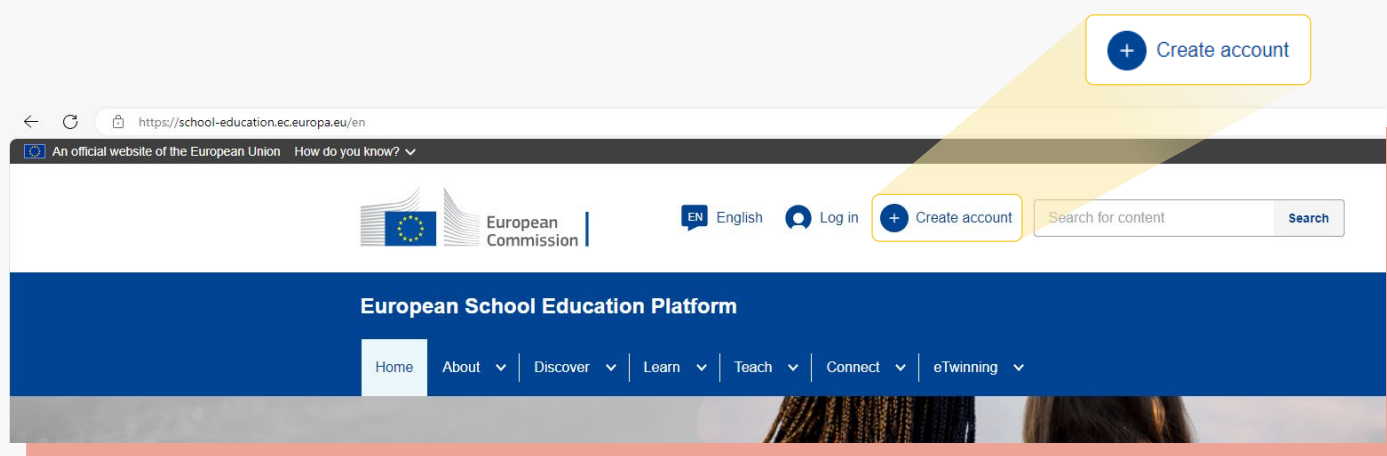 Create account
https://school-education.ec.europa.eu/en
An official website of the European Union How do you know?
European
Commission
EN English Log in Create account Search for content Search
European School Education Platform
Home About Discover Learn Teach Connect eTwinning